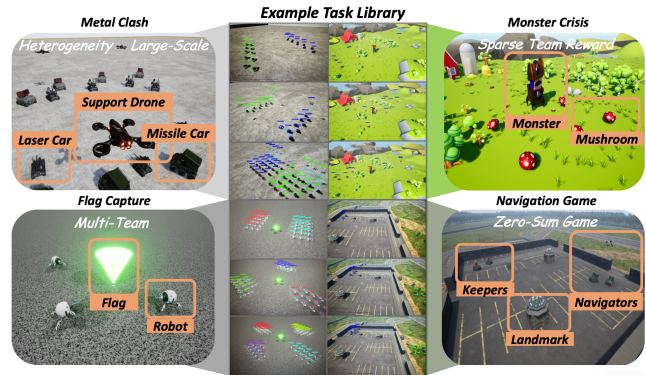 Example Task Library
Metal Clash
Heterogeneity Large-Scale
Support Drone
Laser Car
Missile Car
Monster Crisis
Sparse Team Reward
Monster
Mushroom
Flag Capture
Multi-Team
Flag
Robot
Navigation Game
Zero-Sum Game
Keepers
Navigators
Landmark